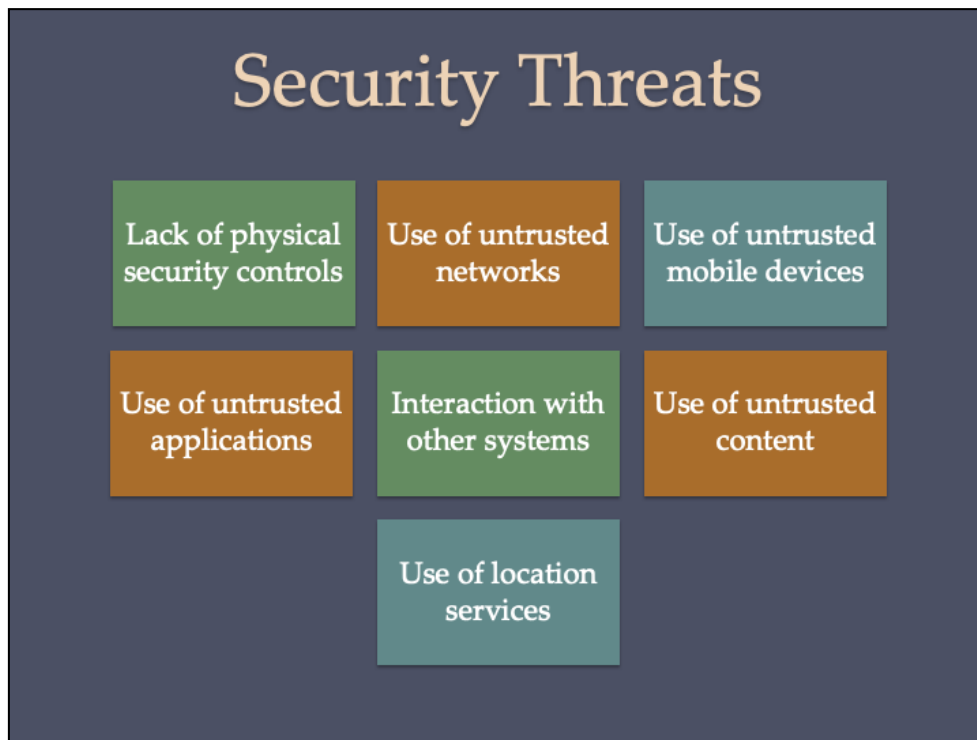 Security Threats
Lack of physical
security controls
Use of untrusted
networks
Use of untrusted
mobile devices
Use of untrusted
applications
Interaction with
other systems
Use of untrusted
content
Use of location
services